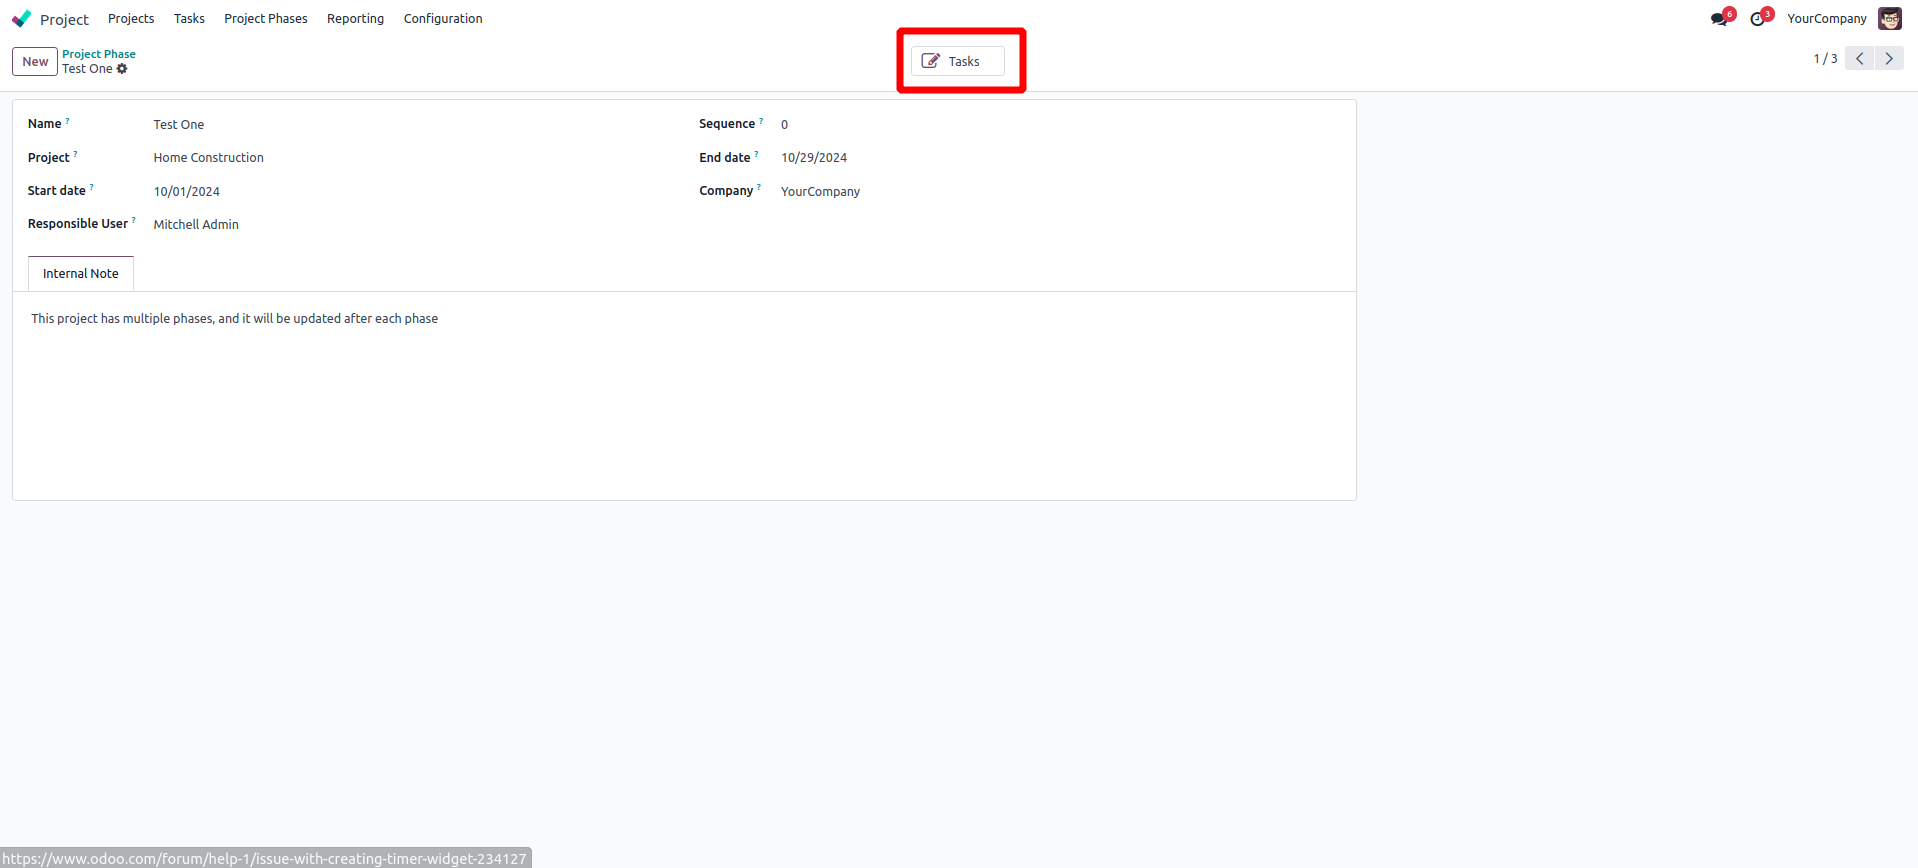 Project Projects Tasks Project Phases Reporting Configuration 6 3 YourCompany
New Project Phase
Test One
Tasks
1 / 3
Name ? Test One Sequence ? 0
Project ? Home Construction End date ? 10/29/2024
Start date ? 10/01/2024 Company ? YourCompany
Responsible User ? Mitchell Admin
Internal Note
This project has multiple phases, and it will be updated after each phase
https://www.odoo.com/forum/help-1/issue-with-creating-timer-widget-234127